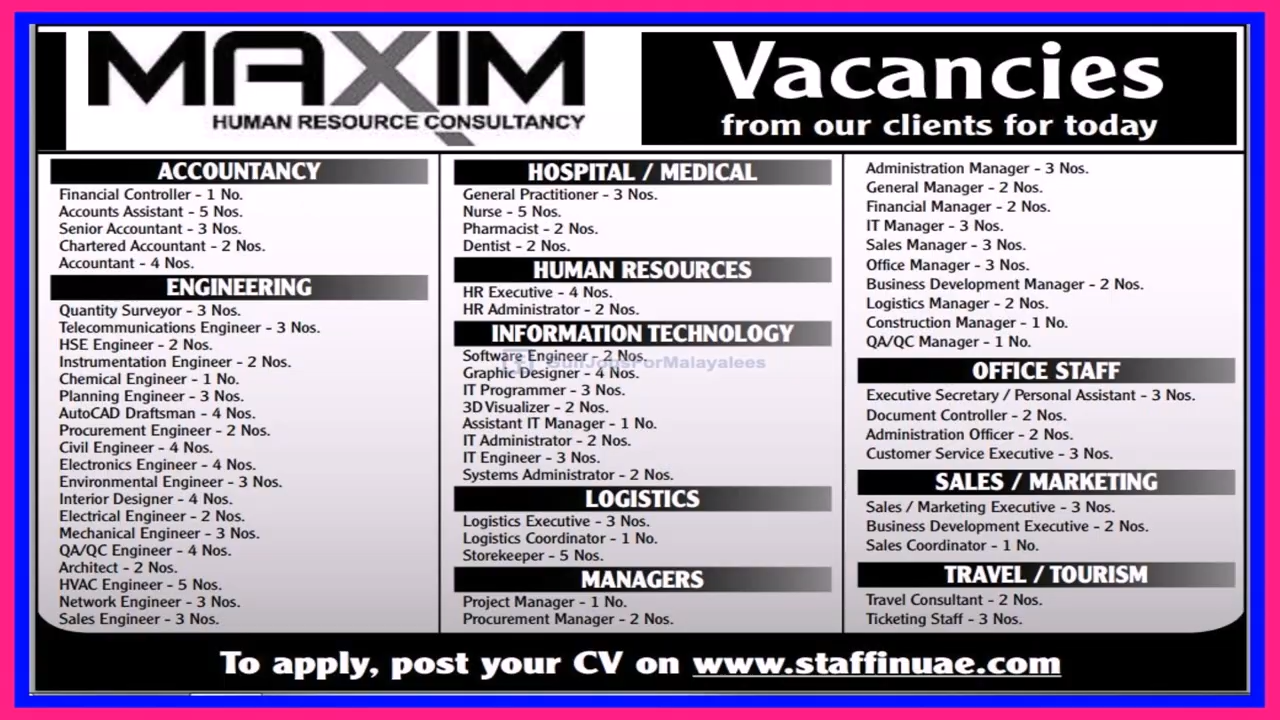 MAXIM
HUMAN RESOURCE CONSULTANCY
Vacancies
from our clients for today
ACCOUNTANCY
Financial Controller - 1 No.
Accounts Assistant - 5 Nos.
Senior Accountant - 3 Nos.
Chartered Accountant - 2 Nos.
Accountant - 4 Nos.
ENGINEERING
Quantity Surveyor - 3 Nos.
Telecommunications Engineer - 3 Nos.
HSE Engineer - 2 Nos.
Instrumentation Engineer - 2 Nos.
Chemical Engineer - 1 No.
Planning Engineer - 3 Nos.
AutoCAD Draftsman - 4 Nos.
Procurement Engineer - 2 Nos.
Civil Engineer - 4 Nos.
Electronics Engineer - 4 Nos.
Environmental Engineer - 3 Nos.
Interior Designer - 4 Nos.
Electrical Engineer - 2 Nos.
Mechanical Engineer - 3 Nos.
QA/QC Engineer - 4 Nos.
Architect - 2 Nos.
HVAC Engineer - 5 Nos.
Network Engineer - 3 Nos.
Sales Engineer - 3 Nos.
HOSPITAL / MEDICAL
General Practitioner - 3 Nos.
Nurse - 5 Nos.
Pharmacist - 2 Nos.
Dentist - 2 Nos.
HUMAN RESOURCES
HR Executive - 4 Nos.
HR Administrator - 2 Nos.
INFORMATION TECHNOLOGY
Software Engineer - 2 Nos.
GulfJobsForMalayalees
Graphic Designer - 4 Nos.
IT Programmer - 3 Nos.
3D Visualizer - 2 Nos.
Assistant IT Manager - 1 No.
IT Administrator - 2 Nos.
IT Engineer - 3 Nos.
Systems Administrator - 2 Nos.
LOGISTICS
Logistics Executive - 3 Nos.
Logistics Coordinator - 1 No.
Storekeeper - 5 Nos.
MANAGERS
Project Manager - 1 No.
Procurement Manager - 2 Nos.
Administration Manager - 3 Nos.
General Manager - 2 Nos.
Financial Manager - 2 Nos.
IT Manager - 3 Nos.
Sales Manager - 3 Nos.
Office Manager - 3 Nos.
Business Development Manager - 2 Nos.
Logistics Manager - 2 Nos.
Construction Manager - 1 No.
QA/QC Manager - 1 No.
OFFICE STAFF
Executive Secretary / Personal Assistant - 3 Nos.
Document Controller - 2 Nos.
Administration Officer - 2 Nos.
Customer Service Executive - 3 Nos.
SALES / MARKETING
Sales / Marketing Executive - 3 Nos.
Business Development Executive - 2 Nos.
Sales Coordinator - 1 No.
TRAVEL / TOURISM
Travel Consultant - 2 Nos.
Ticketing Staff - 3 Nos.
To apply, post your CV on www.staffinuae.com